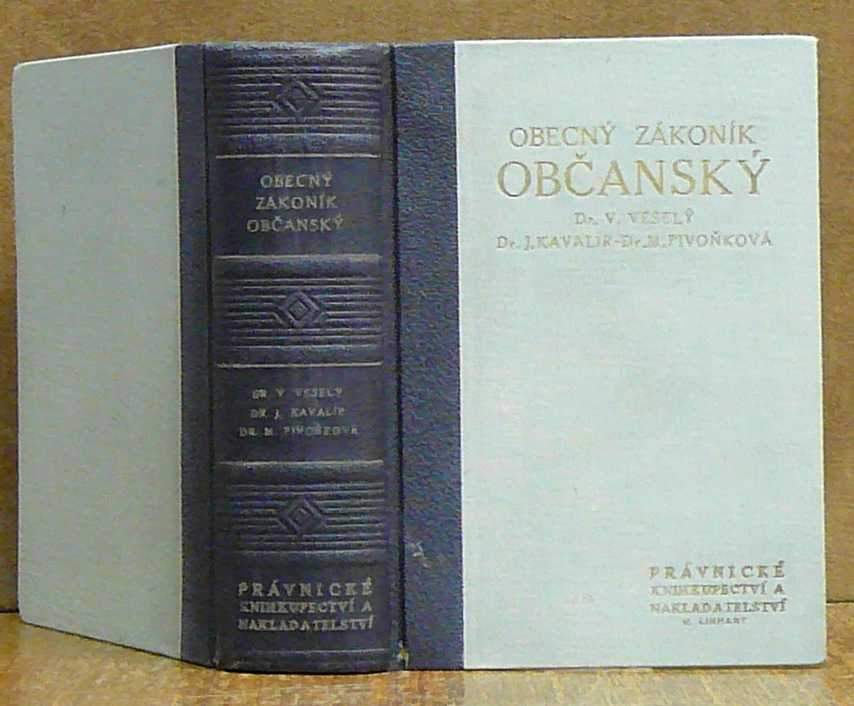 OBECNÝ
ZÁKONÍK
OBČANSKÝ
DR. V. VESELÝ
DR. J. KAVALÍR
DR. M. PIVOŇKOVÁ
PRÁVNICKÉ
KNIHKUPECTVÍ A
NAKLADATELSTVÍ
OBECNÝ ZÁKONÍK
OBČANSKÝ
Dr. V. VESELÝ
Dr. J. KAVALÍR-Dr. M. PIVOŇKOVÁ
PRÁVNICKÉ
KNIHKUPECTVÍ A
NAKLADATELSTVÍ
V. LINHART